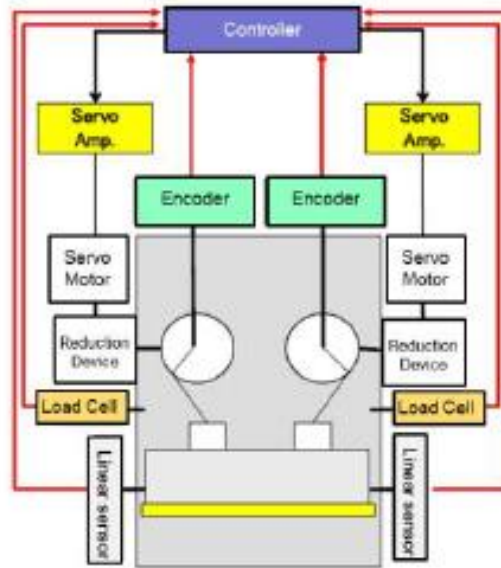 Controller
Servo
Amp.
Servo
Amp.
Encoder
Encoder
Servo
Motor
Servo
Motor
Reduction
Device
Reduction
Device
Load Cell
Load Cell
Linear sensor
Linear sensor